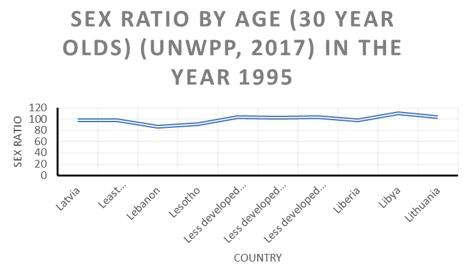 SEX RATIO BY AGE (30 YEAR
OLDS) (UNWPP, 2017) IN THE
YEAR 1995
120
100
80
60
40
20
0
SEX RATIO
Latvia
Least...
Lebanon
Lesotho
Less developed...
Less developed...
Less developed...
Liberia
Libya
Lithuania
COUNTRY